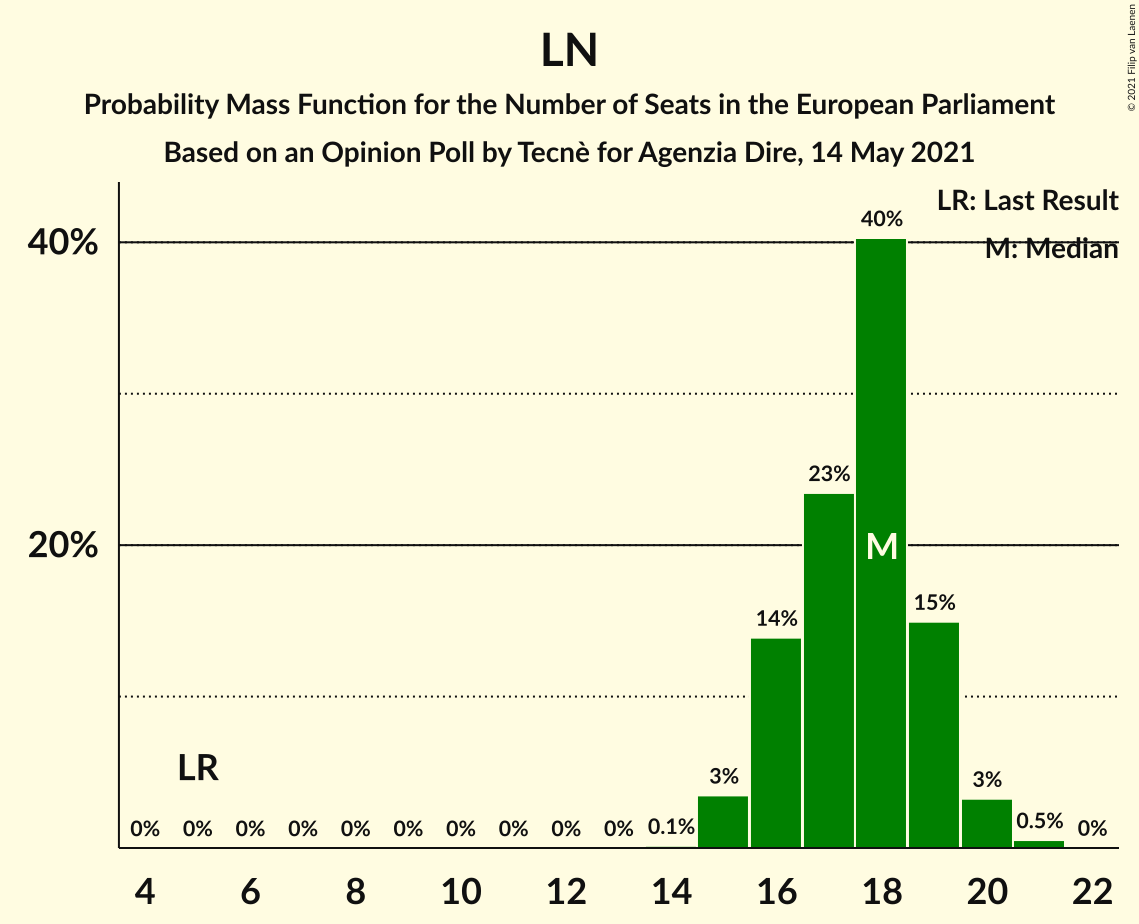 LN
Probability Mass Function for the Number of Seats in the European Parliament
Based on an Opinion Poll by Tecnè for Agenzia Dire, 14 May 2021
© 2021 Filip van Laenen
LR: Last Result
M: Median
40%
20%
40%
23%
M
15%
14%
LR
3%
3%
0% 0% 0% 0% 0% 0% 0% 0% 0% 0% 0.1% 0.5% 0%
4 6 8 10 12 14 16 18 20 22